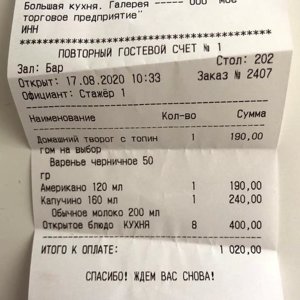 Большая кухня. Галерея ----- ООО "МОС
торговое предприятие"
ИНН
ПОВТОРНЫЙ ГОСТЕВОЙ СЧЕТ № 1
Зал: Бар Стол: 202
Открыт: 17.08.2020 10:33 Заказ № 2407
Официант: Стажёр 1
Наименование Кол-во Сумма
Домашний творог с топин 1 190,00
гом на выбор
Варенье черничное 50
гр
Американо 120 мл 1 190,00
Капучино 160 мл 1 240,00
Обычное молоко 200 мл
Открытое блюдо КУХНЯ 8 400,00
ИТОГО К ОПЛАТЕ: 1 020,00
СПАСИБО! ЖДЕМ ВАС СНОВА!